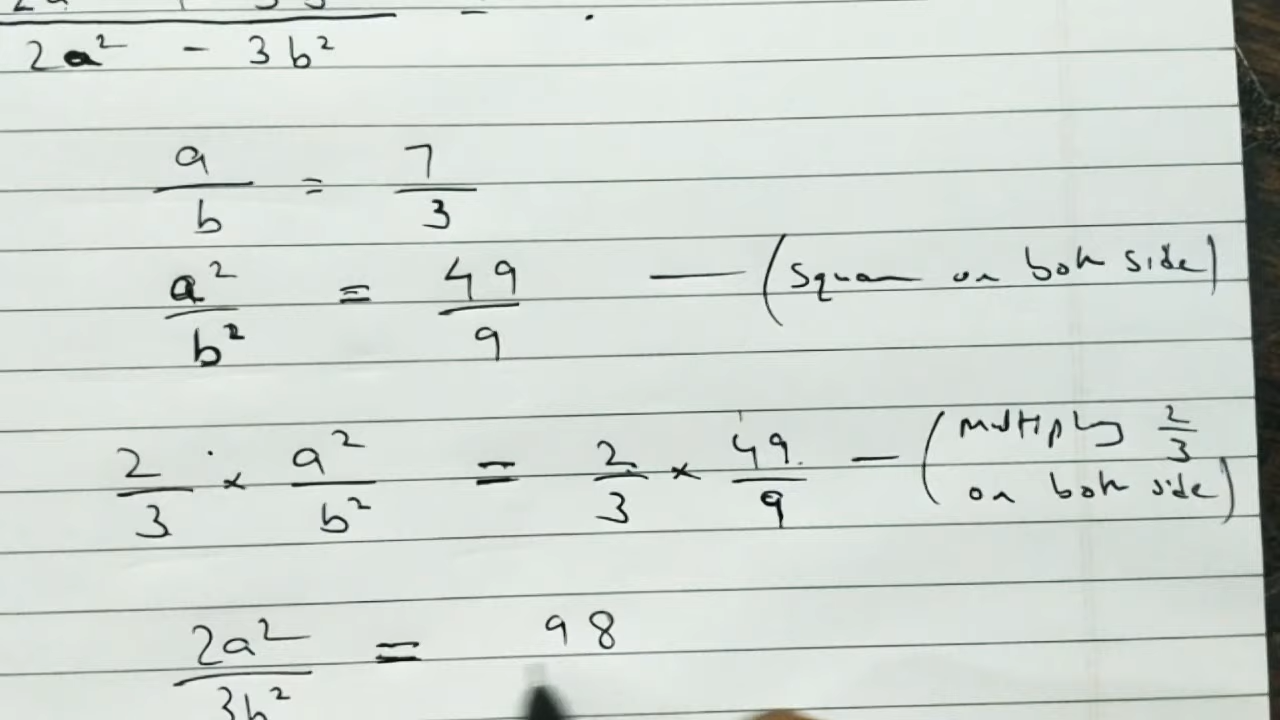 2a² - 3b²
a/b = 7/3
a²/b² = 49/9 — (square on both side)
2/3 × a²/b² = 2/3 × 49/9 — (multiply 2/3 on both side)
2a²/3b² = 98